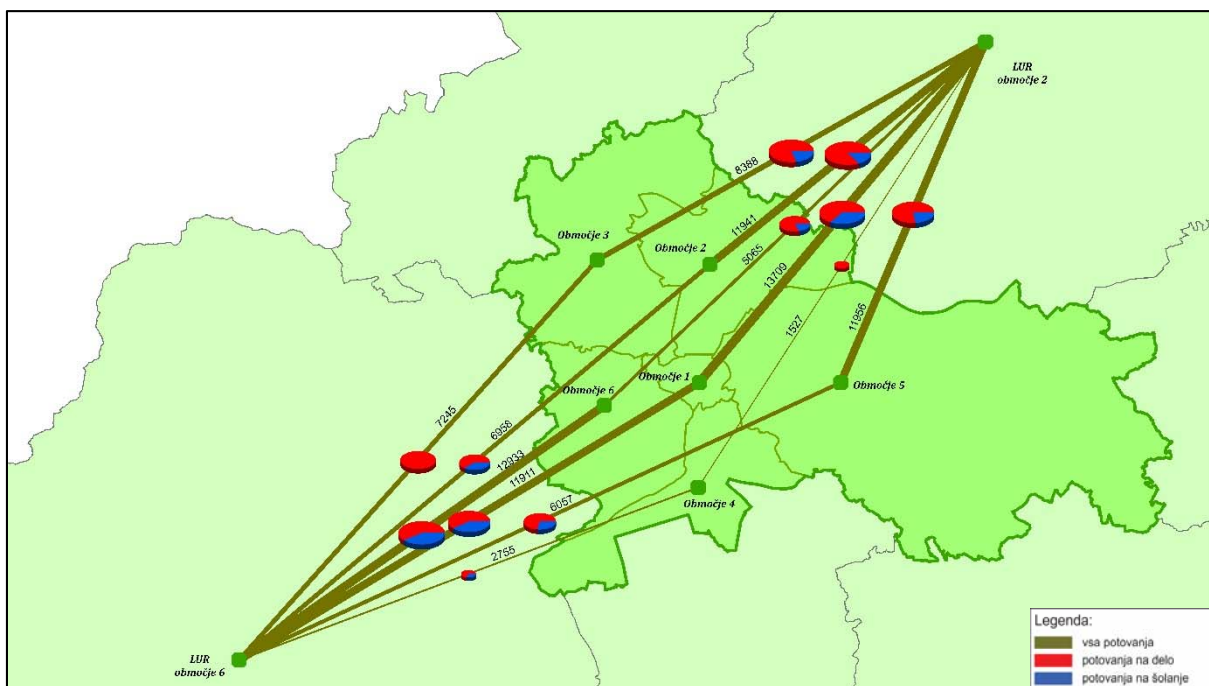 LUR
območje 2
8388
Območje 3
Območje 2
11941
5065
13709
1527
11956
Območje 6
Območje 1
Območje 5
7245
6958
12933
11911
6057
Območje 4
2755
LUR
območje 6
Legenda:
vsa potovanja
potovanja na delo
potovanja na šolanje